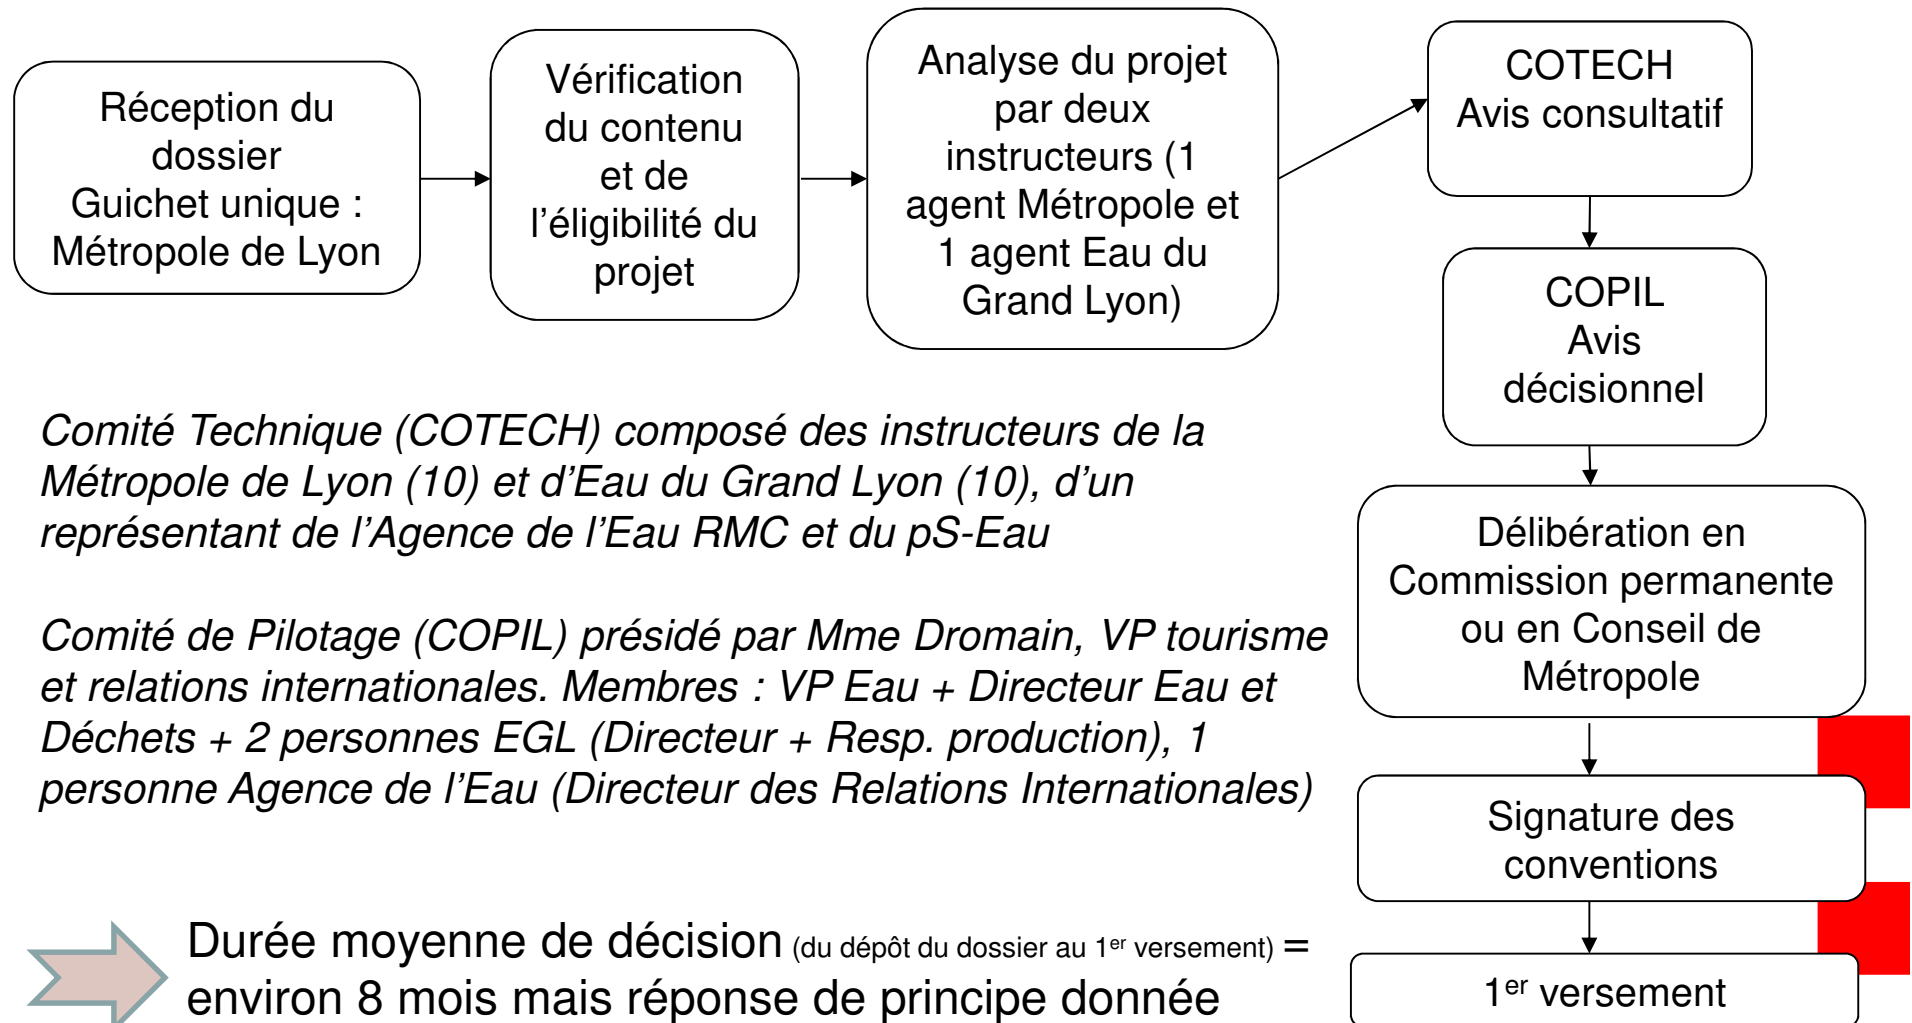 Réception du
dossier
Guichet unique :
Métropole de Lyon
Vérification
du contenu
et de
l’éligibilité du
projet
Analyse du projet
par deux
instructeurs (1
agent Métropole et
1 agent Eau du
Grand Lyon)
COTECH
Avis consultatif
COPIL
Avis
décisionnel
Délibération en
Commission permanente
ou en Conseil de
Métropole
Signature des
conventions
1er versement
Comité Technique (COTECH) composé des instructeurs de la
Métropole de Lyon (10) et d’Eau du Grand Lyon (10), d’un
représentant de l’Agence de l’Eau RMC et du pS-Eau
Comité de Pilotage (COPIL) présidé par Mme Dromain, VP tourisme
et relations internationales. Membres : VP Eau + Directeur Eau et
Déchets + 2 personnes EGL (Directeur + Resp. production), 1
personne Agence de l’Eau (Directeur des Relations Internationales)
Durée moyenne de décision (du dépôt du dossier au 1er versement) =
environ 8 mois mais réponse de principe donnée